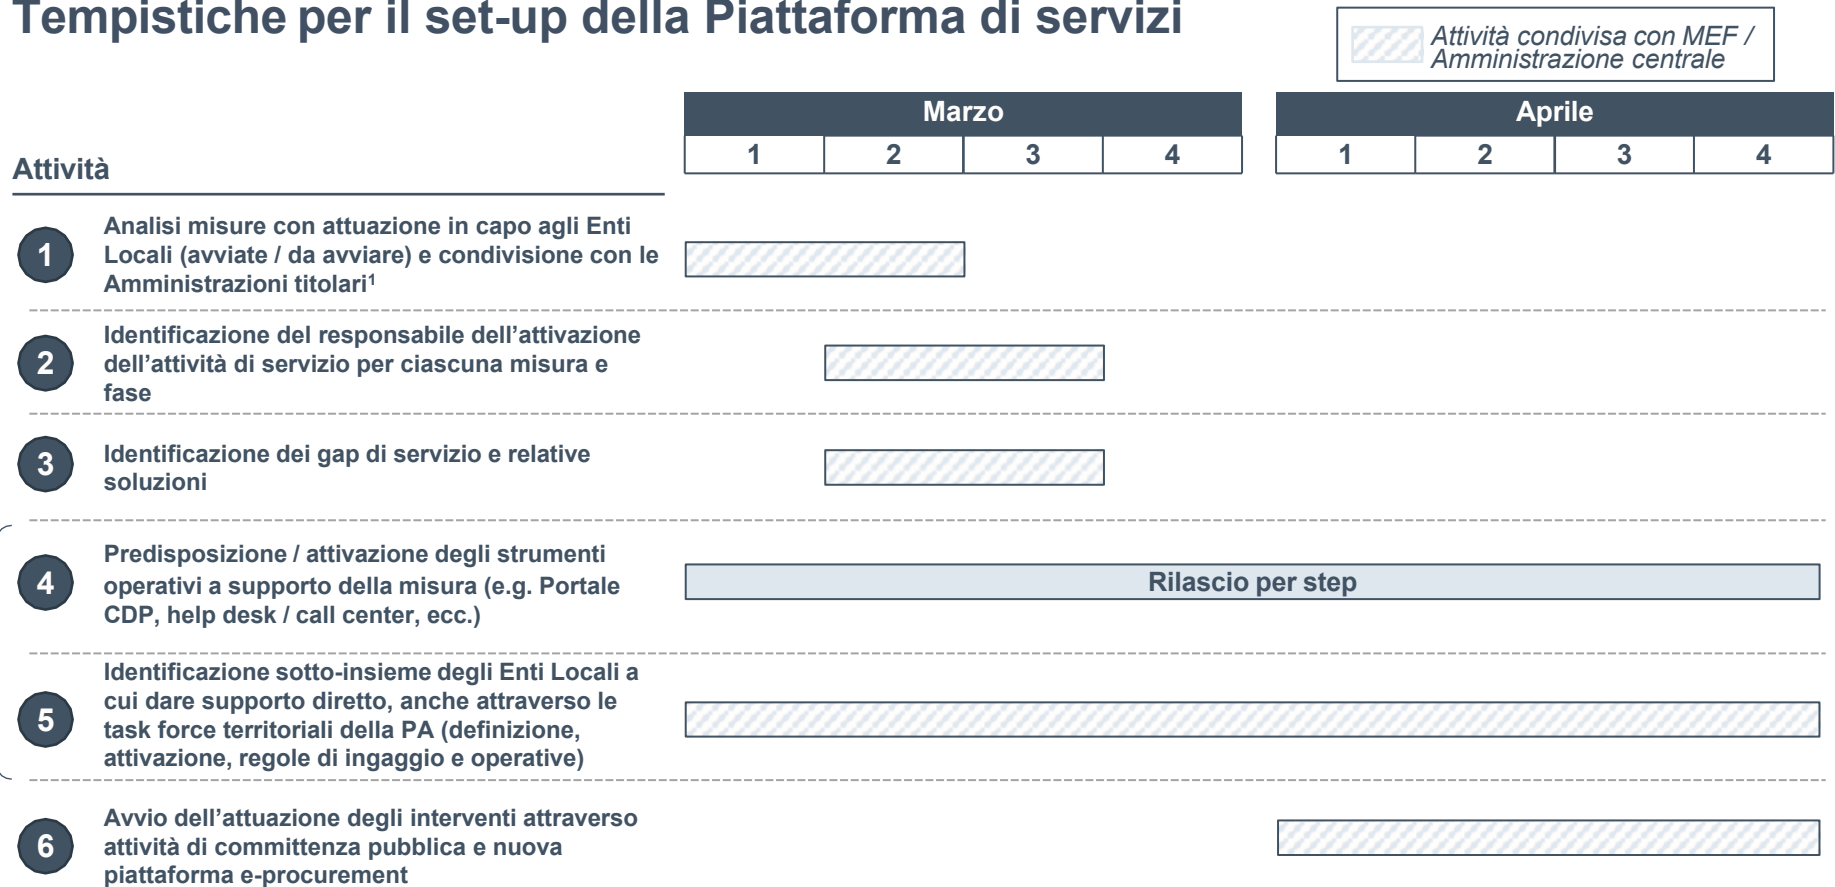 Tempistiche per il set-up della Piattaforma di servizi
Attività condivisa con MEF /
Amministrazione centrale
Marzo
Aprile
1 2 3 4 1 2 3 4
Attività
1
Analisi misure con attuazione in capo agli Enti
Locali (avviate / da avviare) e condivisione con le
Amministrazioni titolari¹
2
Identificazione del responsabile dell’attivazione
dell’attività di servizio per ciascuna misura e
fase
3
Identificazione dei gap di servizio e relative
soluzioni
4
Predisposizione / attivazione degli strumenti
operativi a supporto della misura (e.g. Portale
CDP, help desk / call center, ecc.)
Rilascio per step
5
Identificazione sotto-insieme degli Enti Locali a
cui dare supporto diretto, anche attraverso le
task force territoriali della PA (definizione,
attivazione, regole di ingaggio e operative)
6
Avvio dell’attuazione degli interventi attraverso
attività di committenza pubblica e nuova
piattaforma e-procurement